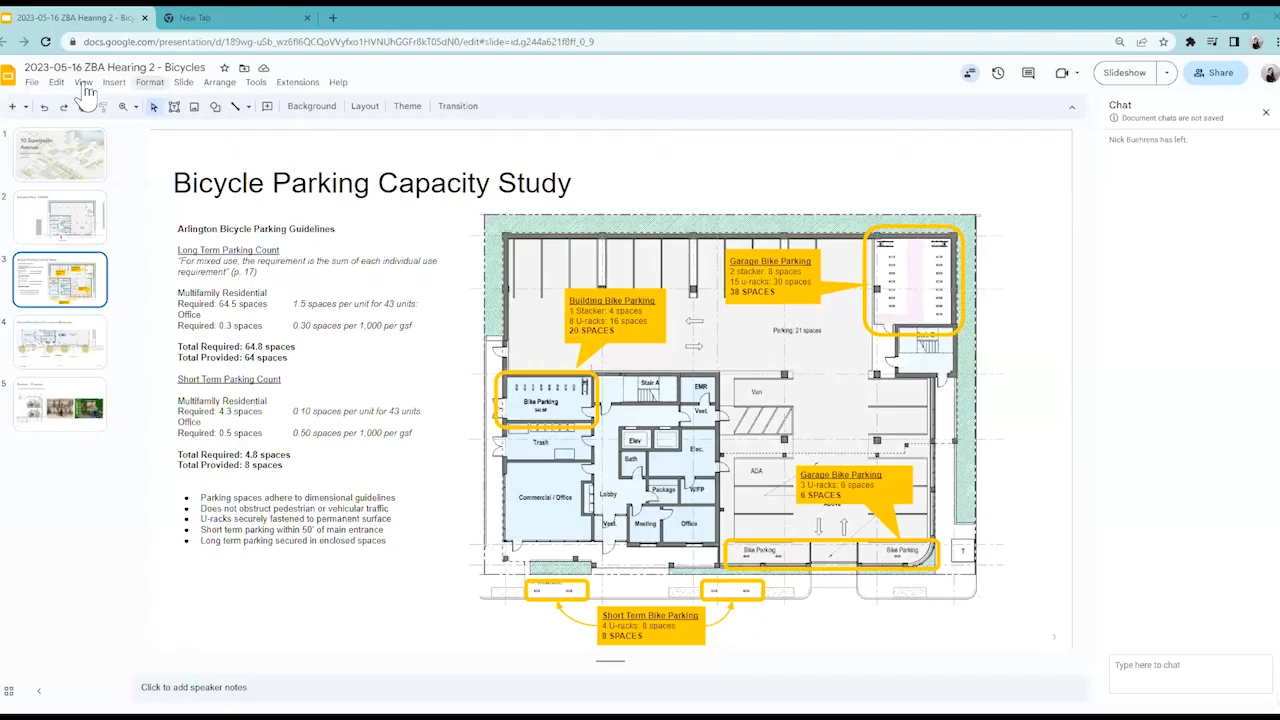 2023-05-16 ZBA Hearing 2 - Bicy
New Tab
docs.google.com/presentation/d/189wg-uSb_wz6fl6QCQoVVyfxo1HVNUhGGFr8kT05dN0/edit#slide=id.g244a621f8ff_0_9
2023-05-16 ZBA Hearing 2 - Bicycles
File Edit View Insert Format Slide Arrange Tools Extensions Help
Slideshow
Share
Background Layout Theme Transition
Chat
Document chats are not saved
Nick Buehrens has left.
1
2
3
4
5
Bicycle Parking Capacity Study
Arlington Bicycle Parking Guidelines
Long Term Parking Count
"For mixed use, the requirement is the sum of each individual use
requirement" (p. 17)
Multifamily Residential
Required: 64.5 spaces 1.5 spaces per unit for 43 units:
Office
Required: 0.3 spaces 0.30 spaces per 1,000 per gsf
Total Required: 64.8 spaces
Total Provided: 64 spaces
Short Term Parking Count
Multifamily Residential
Required: 4.3 spaces 0.10 spaces per unit for 43 units:
Office
Required: 0.5 spaces 0.50 spaces per 1,000 per gsf
Total Required: 4.8 spaces
Total Provided: 8 spaces
• Parking spaces adhere to dimensional guidelines
• Does not obstruct pedestrian or vehicular traffic
• U-racks securely fastened to permanent surface
• Short term parking within 50' of main entrance
• Long term parking secured in enclosed spaces
Garage Bike Parking
2 stacker: 8 spaces
15 u-racks: 30 spaces
38 SPACES
Building Bike Parking
1 Stacker: 4 spaces
8 U-racks: 16 spaces
20 SPACES
Parking: 21 spaces
Bike Parking
340 SF
Stair A
EMR
Vest.
Van
Trash
Elev
Elec.
Bath
ADA
Commercial / Office
Lobby
Package
W/FP
Vest.
Meeting
Office
Garage Bike Parking
3 U-racks: 6 spaces
6 SPACES
Bike Parking
Bike Parking
T
Short Term Bike Parking
4 U-racks: 8 spaces
8 SPACES
3
Click to add speaker notes
Type here to chat